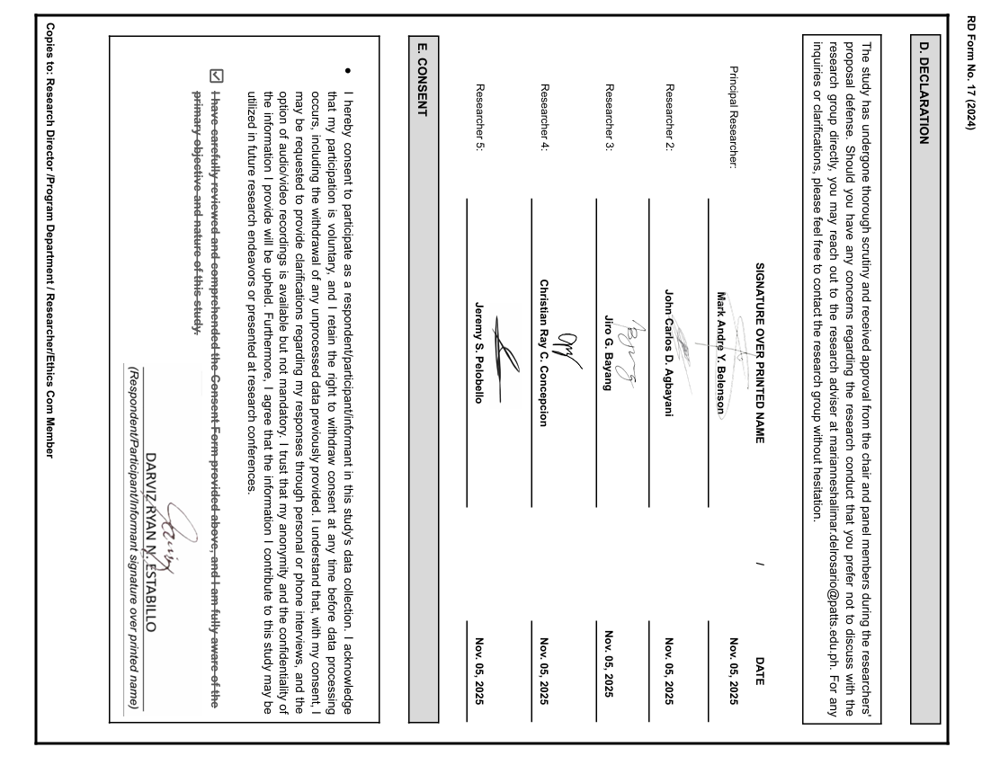 RD Form No. 17 (2024)
D. DECLARATION
The study has undergone thorough scrutiny and received approval from the chair and panel members during the researchers'
proposal defense. Should you have any concerns regarding the research conduct that you prefer not to discuss with the
research group directly, you may reach out to the research adviser at marianneshalimar.delrosario@patts.edu.ph. For any
inquiries or clarifications, please feel free to contact the research group without hesitation.
SIGNATURE OVER PRINTED NAME / DATE
Principal Researcher: Mark Andre Y. Belenson Nov. 05, 2025
Researcher 2: John Carlos D. Agbayani Nov. 05, 2025
Researcher 3: Jiro G. Bayang Nov. 05, 2025
Researcher 4: Christian Ray C. Concepcion Nov. 05, 2025
Researcher 5: Jeremy S. Pelobello Nov. 05, 2025
E. CONSENT
• I hereby consent to participate as a respondent/participant/informant in this study's data collection. I acknowledge
that my participation is voluntary, and I retain the right to withdraw consent at any time before data processing
occurs, including the withdrawal of any unprocessed data previously provided. I understand that, with my consent, I
may be requested to provide clarifications regarding my responses through personal or phone interviews, and the
option of audio/video recordings is available but not mandatory. I trust that my anonymity and the confidentiality of
the information I provide will be upheld. Furthermore, I agree that the information I contribute to this study may be
utilized in future research endeavors or presented at research conferences.
☑ I have carefully reviewed and comprehended the Consent Form provided above, and I am fully aware of the
primary objective and nature of this study.
DARVIZ RYAN N. ESTABILLO
(Respondent/Participant/Informant signature over printed name)
Copies to: Research Director /Program Department / Researcher/Ethics Com Member